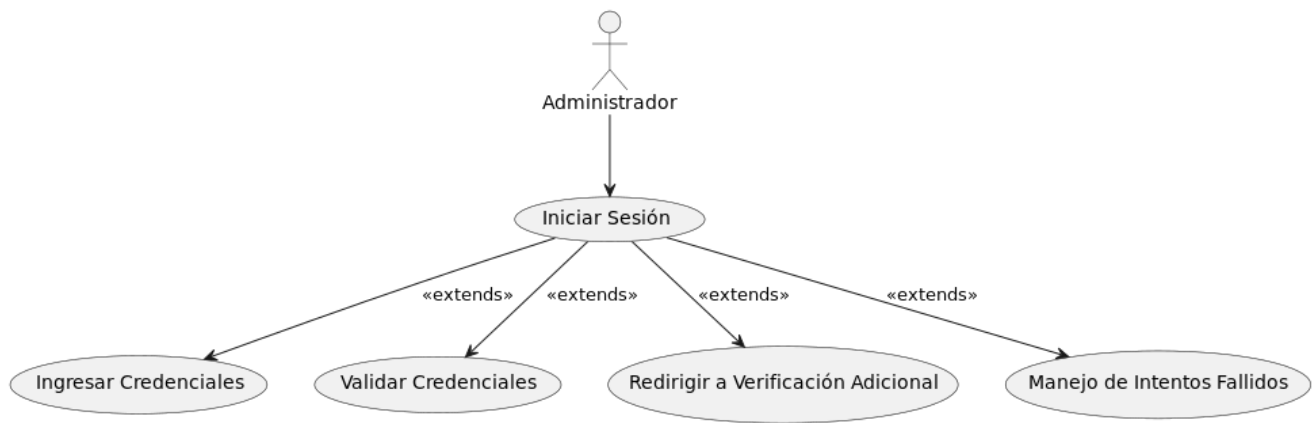 Administrador
Iniciar Sesión
«extends»
«extends»
«extends»
«extends»
Ingresar Credenciales
Validar Credenciales
Redirigir a Verificación Adicional
Manejo de Intentos Fallidos